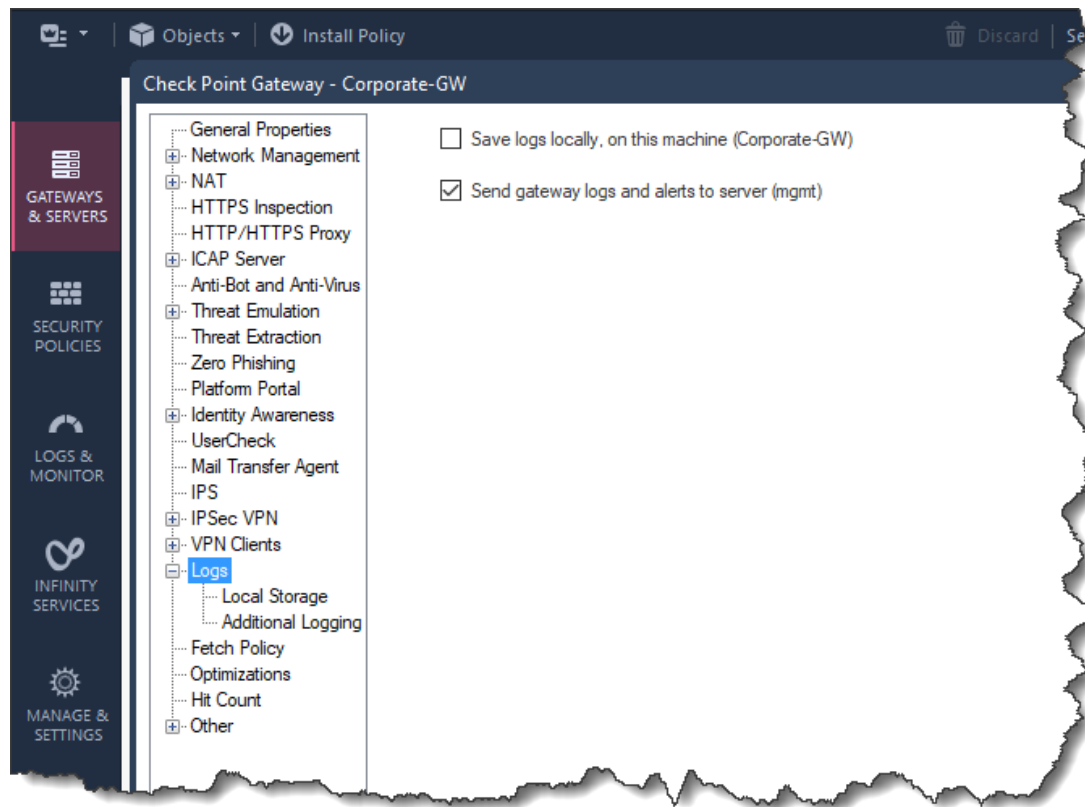 Objects
Install Policy
Discard
Check Point Gateway - Corporate-GW
GATEWAYS
& SERVERS
SECURITY
POLICIES
LOGS &
MONITOR
INFINITY
SERVICES
MANAGE &
SETTINGS
General Properties
Network Management
NAT
HTTPS Inspection
HTTP/HTTPS Proxy
ICAP Server
Anti-Bot and Anti-Virus
Threat Emulation
Threat Extraction
Zero Phishing
Platform Portal
Identity Awareness
UserCheck
Mail Transfer Agent
IPS
IPSec VPN
VPN Clients
Logs
Local Storage
Additional Logging
Fetch Policy
Optimizations
Hit Count
Other
Save logs locally, on this machine (Corporate-GW)
Send gateway logs and alerts to server (mgmt)